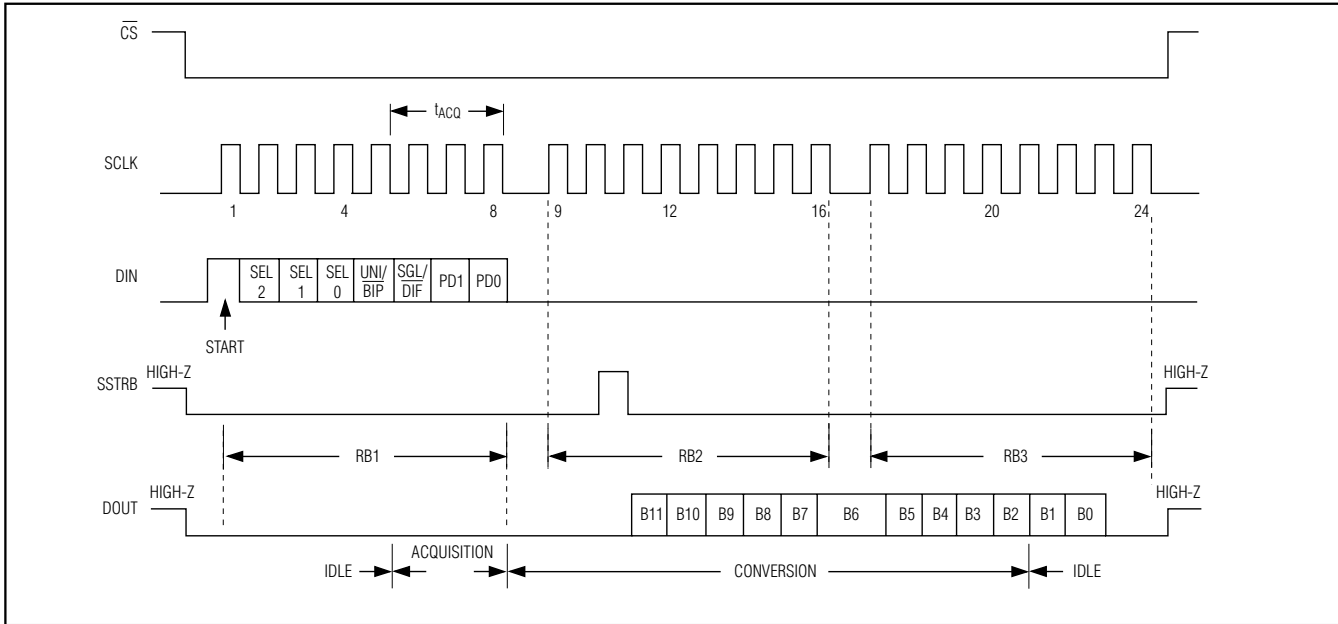 CS
tACQ
SCLK
1 4 8 9 12 16 20 24
DIN
SEL 2
SEL 1
SEL 0
UNI/ BIP
SGL/ DIF
PD1
PD0
START
HIGH-Z
SSTRB
HIGH-Z
RB1
RB2
RB3
HIGH-Z
DOUT
HIGH-Z
B11 B10 B9 B8 B7 B6 B5 B4 B3 B2 B1 B0
ACQUISITION
IDLE
CONVERSION
IDLE